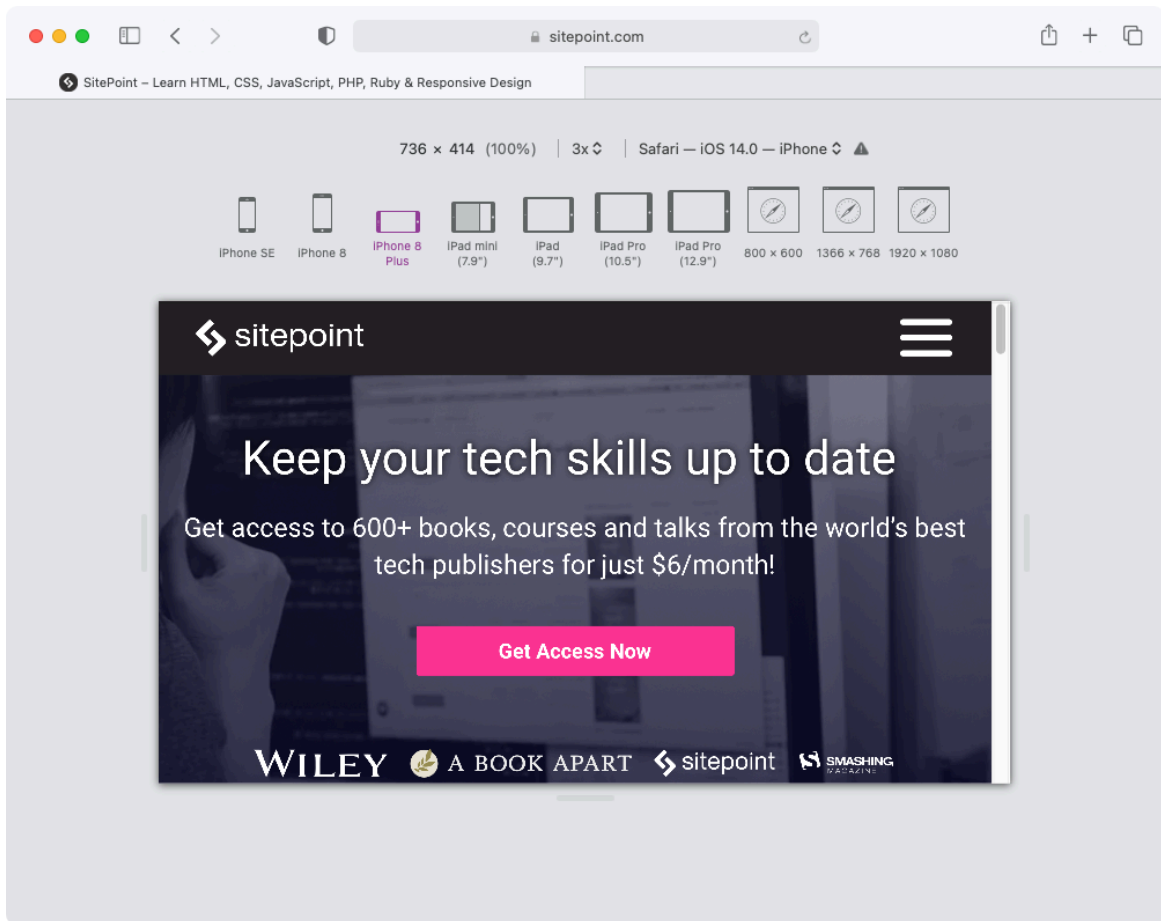 sitepoint.com
SitePoint – Learn HTML, CSS, JavaScript, PHP, Ruby & Responsive Design
736 × 414 (100%) 3x Safari — iOS 14.0 — iPhone
iPhone SE
iPhone 8
iPhone 8
Plus
iPad mini
(7.9")
iPad
(9.7")
iPad Pro
(10.5")
iPad Pro
(12.9")
800 × 600
1366 × 768
1920 × 1080
sitepoint
Keep your tech skills up to date
Get access to 600+ books, courses and talks from the world's best
tech publishers for just $6/month!
Get Access Now
WILEY A BOOK APART sitepoint SMASHING
MAGAZINE